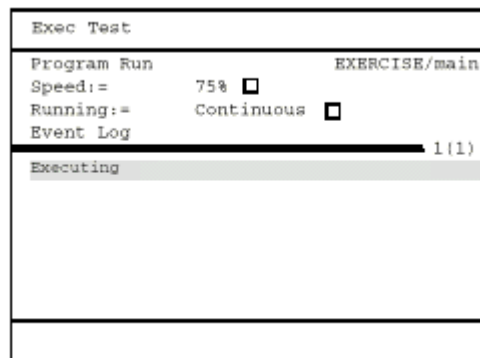 Exec Test
Program Run EXERCISE/main
Speed:= 75%
Running:= Continuous
Event Log
1(1)
Executing